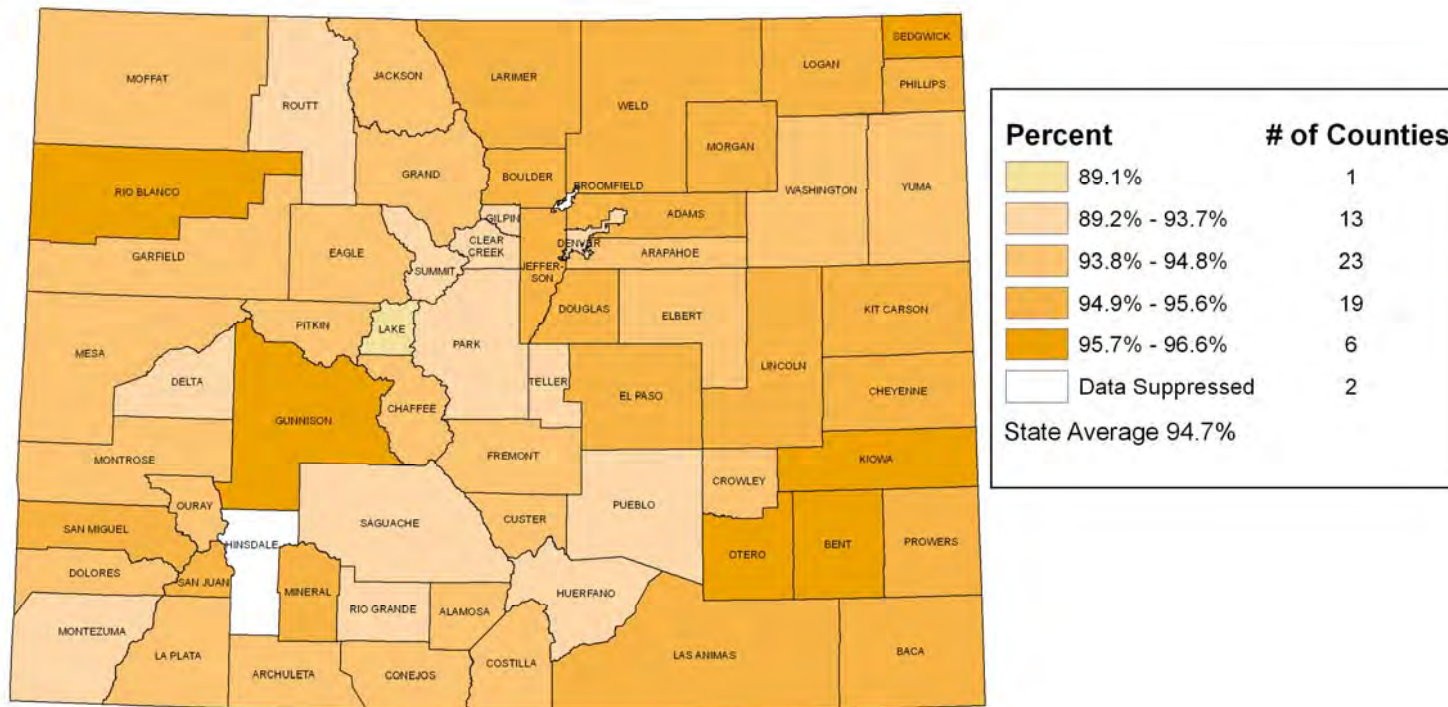 SEDGWICK
LOGAN
JACKSON
LARIMER
MOFFAT
PHILLIPS
ROUTT
WELD
MORGAN
GRAND
BOULDER
RIO BLANCO
BROOMFIELD
WASHINGTON
YUMA
GILPIN
ADAMS
CLEAR
CREEK
DENVER
GARFIELD
EAGLE
ARAPAHOE
SUMMIT
JEFFER-
SON
DOUGLAS
ELBERT
KIT CARSON
PITKIN
LAKE
PARK
MESA
LINCOLN
DELTA
TELLER
EL PASO
CHEYENNE
CHAFFEE
GUNNISON
FREMONT
KIOWA
MONTROSE
CROWLEY
OURAY
PUEBLO
CUSTER
SAGUACHE
SAN MIGUEL
HINSDALE
OTERO
BENT
PROWERS
DOLORES
SAN JUAN
MINERAL
HUERFANO
RIO GRANDE
ALAMOSA
MONTEZUMA
LA PLATA
COSTILLA
LAS ANIMAS
BACA
ARCHULETA
CONEJOS
Percent # of Counties
89.1% 1
89.2% - 93.7% 13
93.8% - 94.8% 23
94.9% - 95.6% 19
95.7% - 96.6% 6
Data Suppressed 2
State Average 94.7%